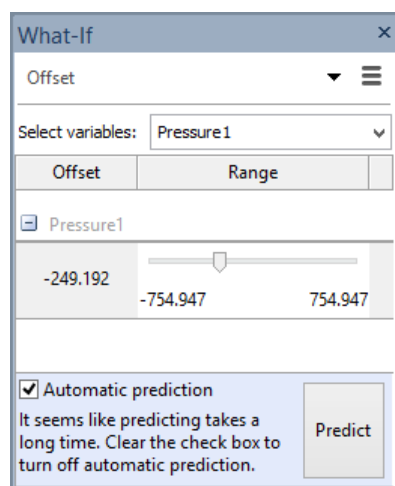 What-If
Offset
Select variables: Pressure1
Offset Range
Pressure1
-249.192
-754.947 754.947
Automatic prediction
It seems like predicting takes a
long time. Clear the check box to
turn off automatic prediction.
Predict